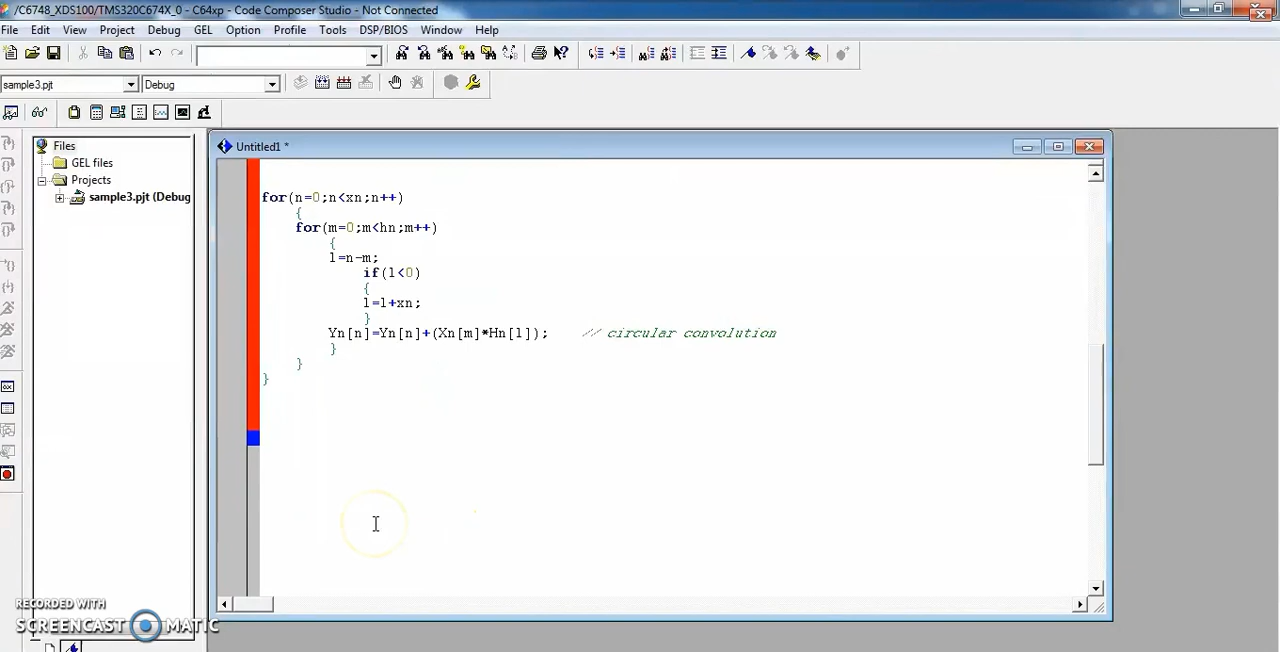 /C6748_XDS100/TMS320C674X_0 - C64xp - Code Composer Studio - Not Connected
File Edit View Project Debug GEL Option Profile Tools DSP/BIOS Window Help
sample3.pjt Debug
Files
GEL files
Projects
sample3.pjt (Debug
Untitled1 *
for(n=0;n<xn;n++)
{
for(m=0;m<hn;m++)
{
l=n-m;
if(l<0)
{
l=l+xn;
}
Yn[n]=Yn[n]+(Xn[m]*Hn[l]); // circular convolution
}
}
}
RECORDED WITH
SCREENCAST MATIC